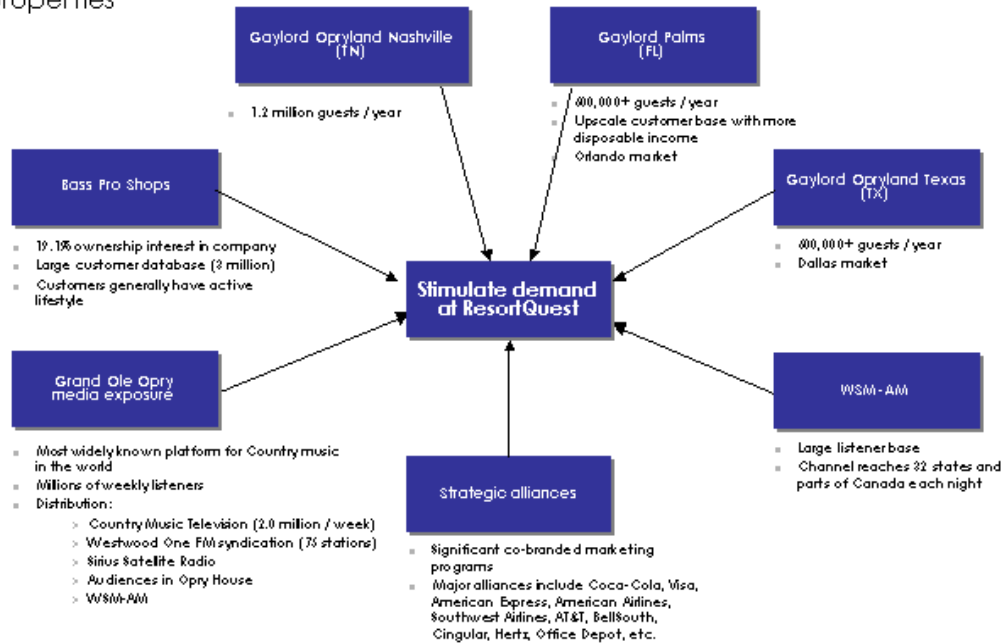 Gaylord Opryland Nashville
(TN)
1.2 million guests / year
Gaylord Palms
(FL)
600,000+ guests / year
Upscale customer base with more
disposable income
Orlando market
Bass Pro Shops
19.1% ownership interest in company
Large customer database (3 million)
Customers generally have active
lifestyle
Gaylord Opryland Texas
(TX)
600,000+ guests / year
Dallas market
Stimulate demand
at ResortQuest
Grand Ole Opry
media exposure
Most widely known platform for Country music
in the world
Millions of weekly listeners
Distribution:
> Country Music Television (2.0 million / week)
> Westwood One FM syndication (75 stations)
> Sirius Satellite Radio
> Audiences in Opry House
> WSM-AM
Strategic alliances
Significant co-branded marketing
programs
Major alliances include Coca-Cola, Visa,
American Express, American Airlines,
Southwest Airlines, AT&T, BellSouth,
Cingular, Hertz, Office Depot, etc.
WSM-AM
Large listener base
Channel reaches 32 states and
parts of Canada each night